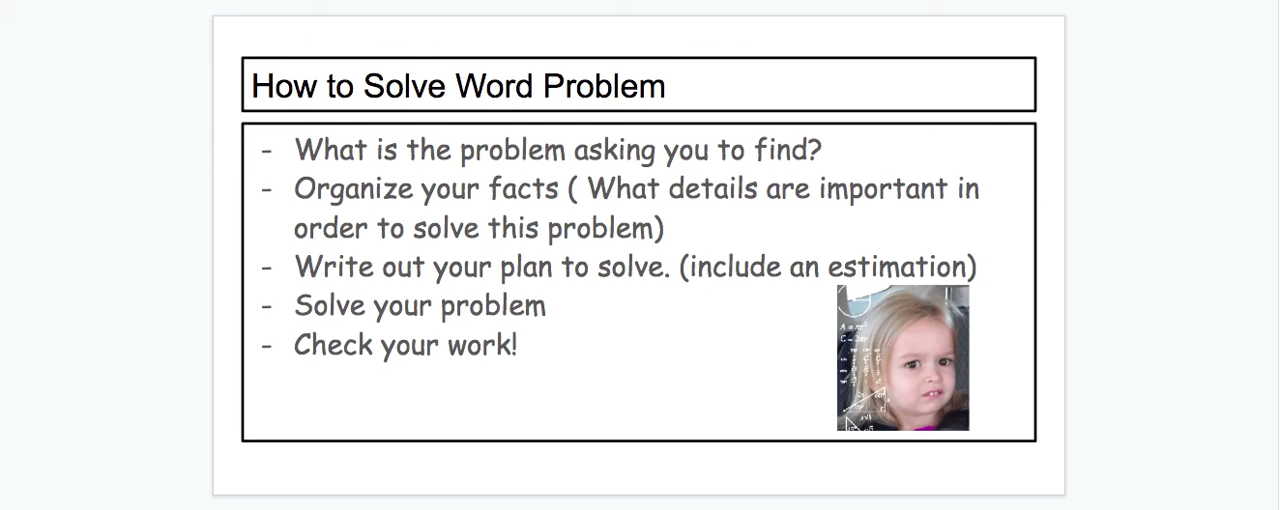 How to Solve Word Problem
- What is the problem asking you to find?
- Organize your facts ( What details are important in
order to solve this problem)
- Write out your plan to solve. (include an estimation)
- Solve your problem
- Check your work!